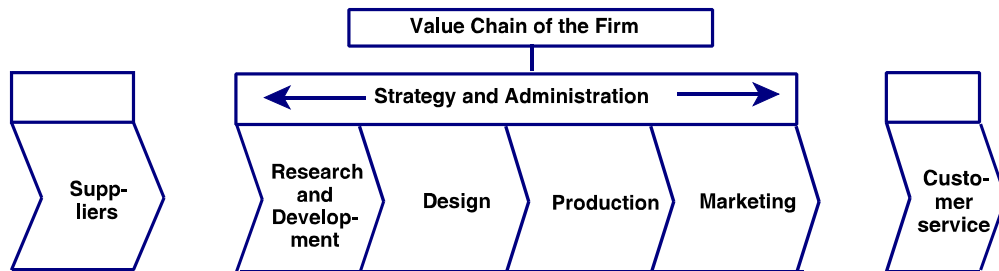 Value Chain of the Firm
Strategy and Administration
Supp-
liers
Research
and
Develop-
ment
Design
Production
Marketing
Custo-
mer
service